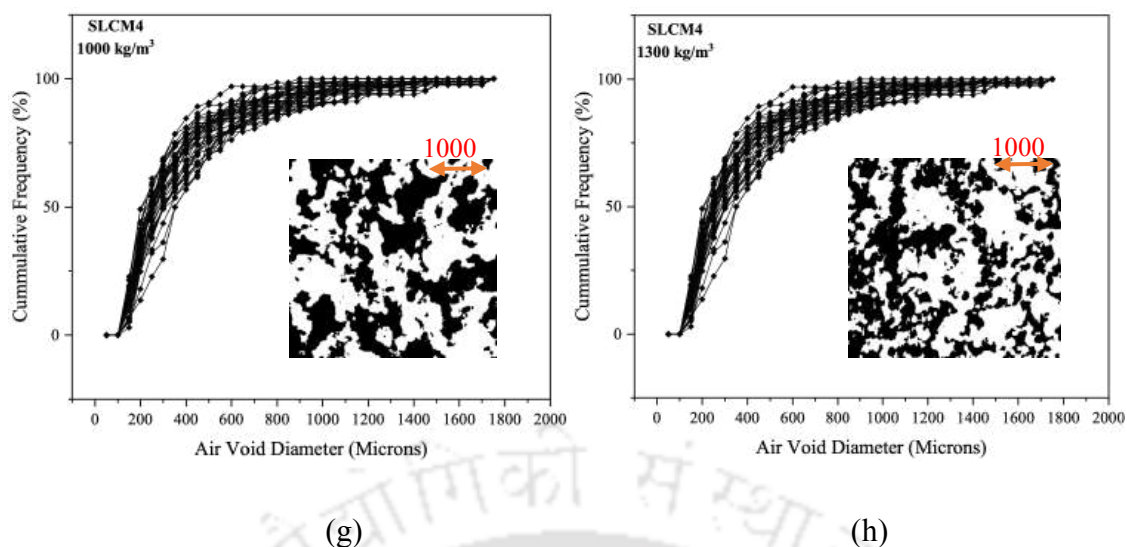 SLCM4
1000 kg/m³
100
50
0
Cummulative Frequency (%)
1000
0 200 400 600 800 1000 1200 1400 1600 1800 2000
Air Void Diameter (Microns)
(g)
SLCM4
1300 kg/m³
100
50
0
Cummulative Frequency (%)
1000
0 200 400 600 800 1000 1200 1400 1600 1800 2000
Air Void Diameter (Microns)
(h)